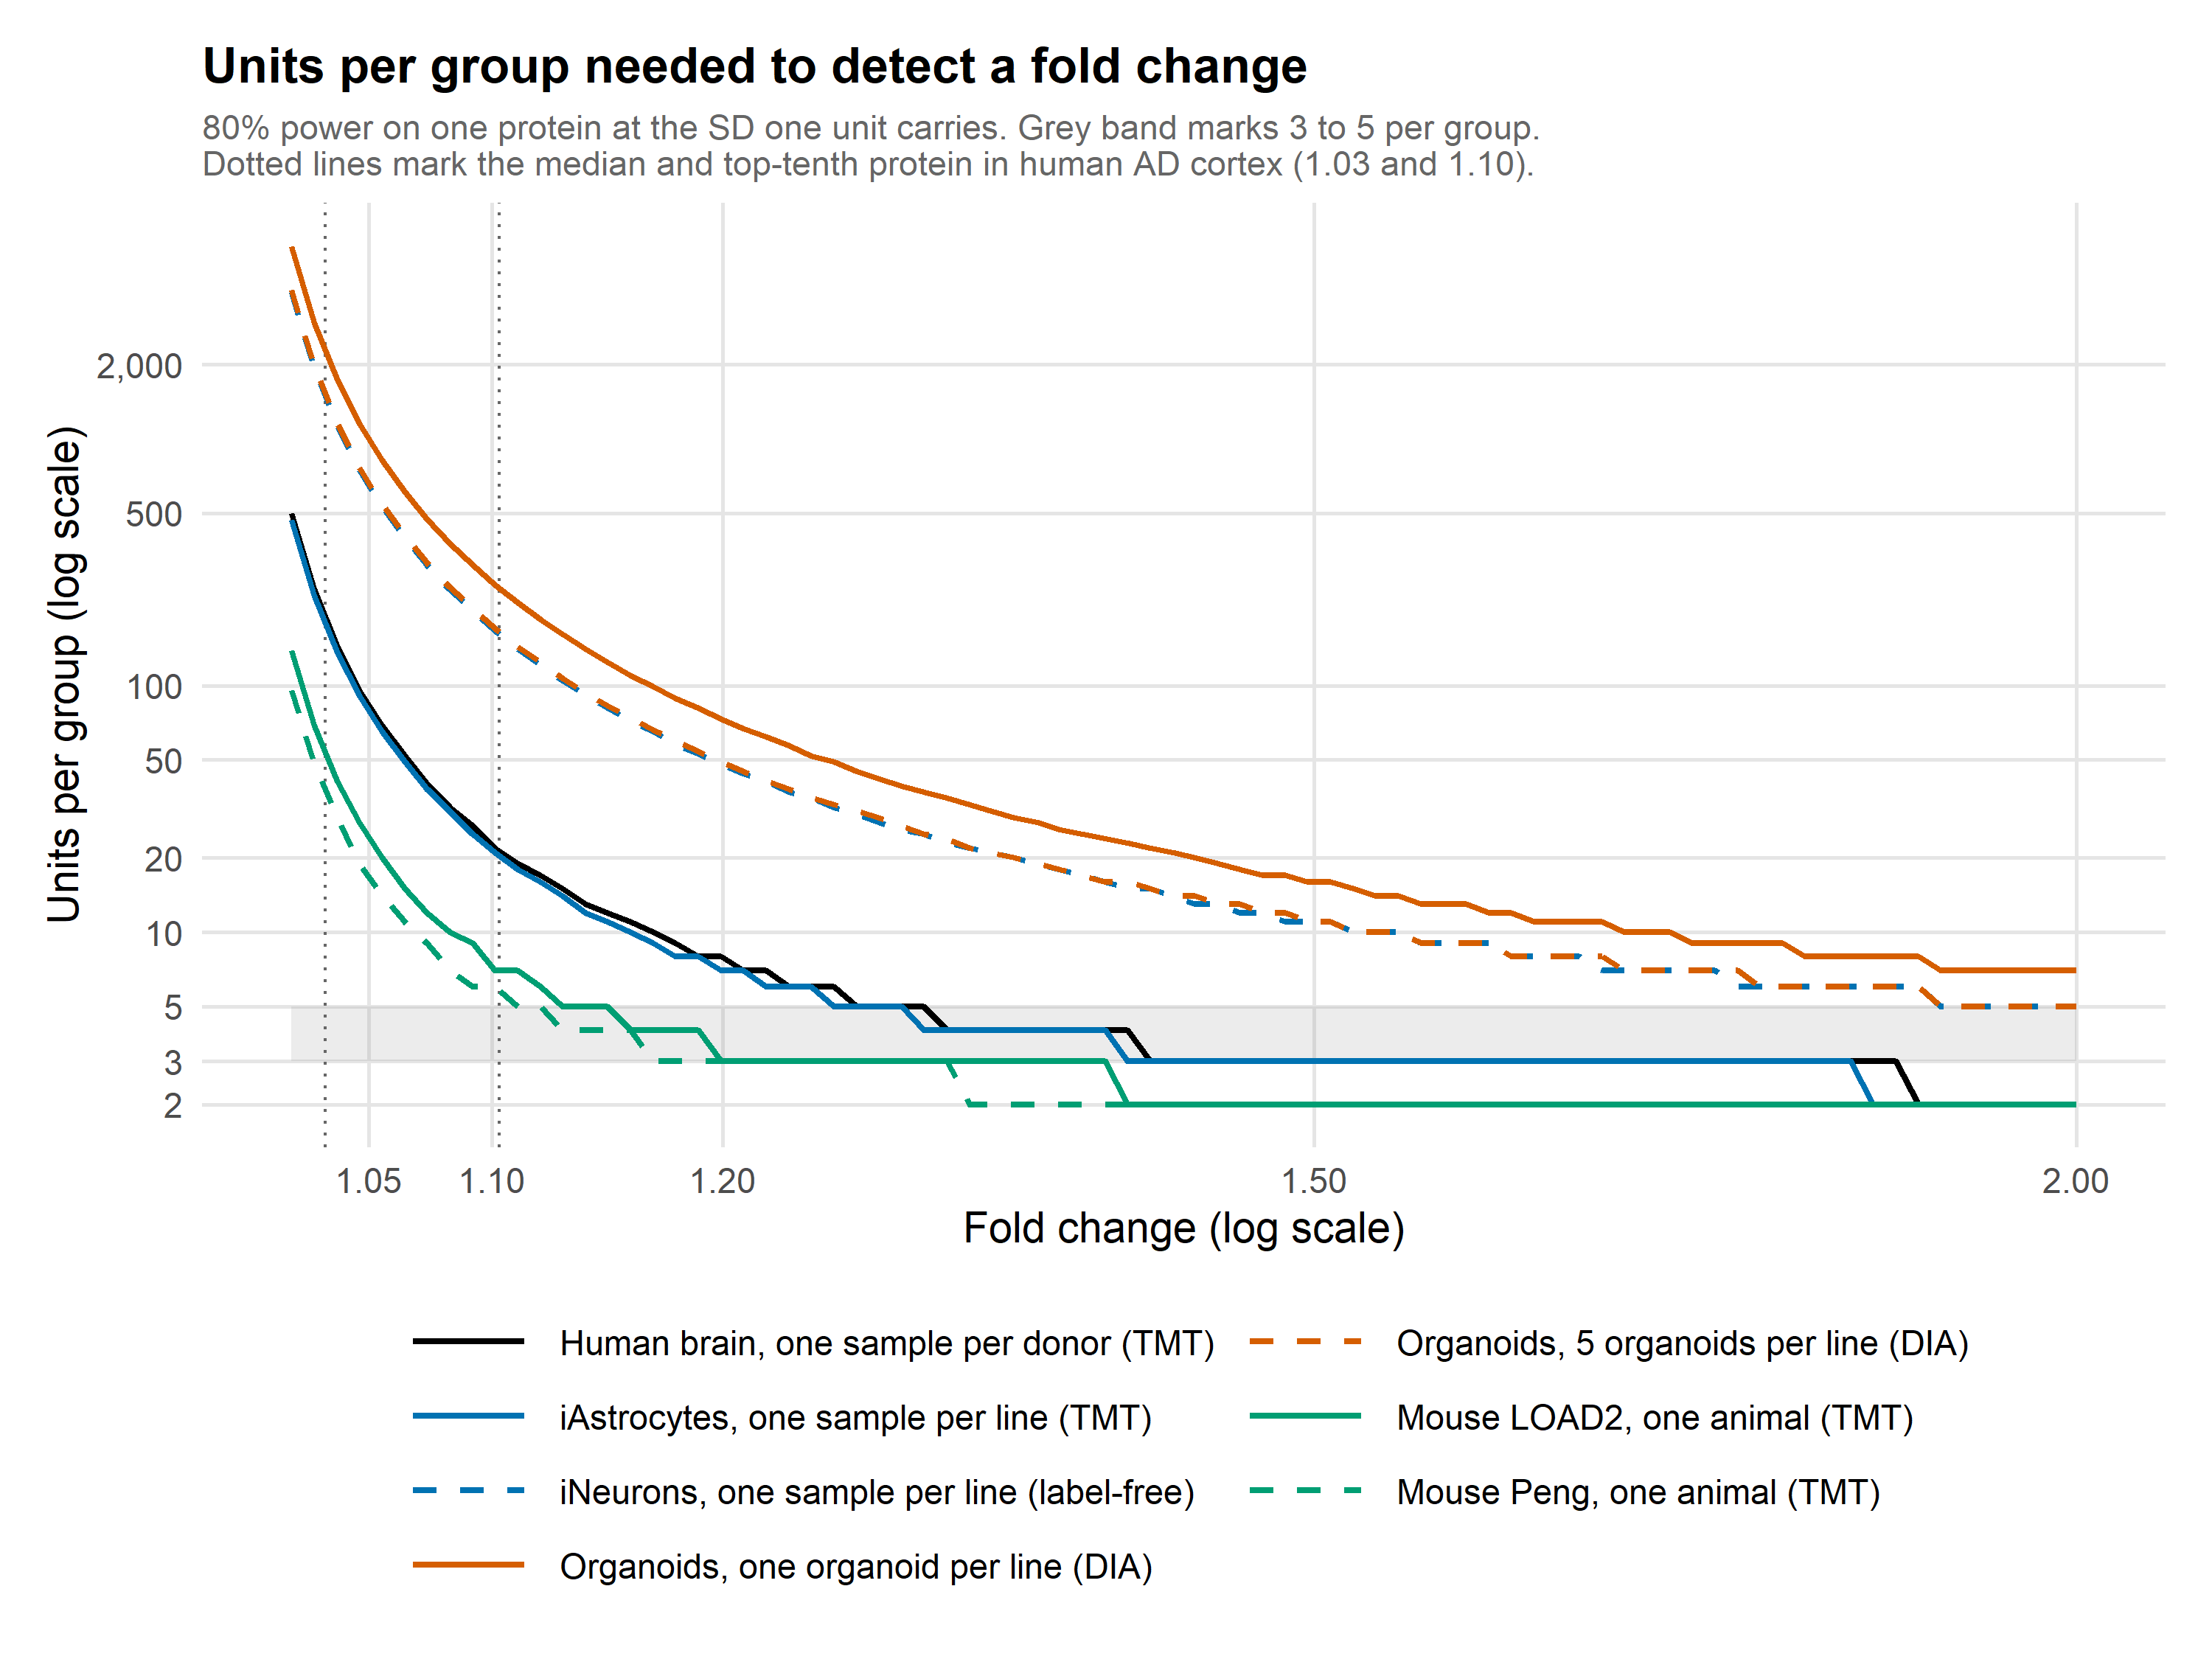 Units per group needed to detect a fold change
80% power on one protein at the SD one unit carries. Grey band marks 3 to 5 per group.
Dotted lines mark the median and top-tenth protein in human AD cortex (1.03 and 1.10).
Units per group (log scale)
2,000
500
100
50
20
10
5
3
2
1.05
1.10
1.20
1.50
2.00
Fold change (log scale)
Human brain, one sample per donor (TMT)
iAstrocytes, one sample per line (TMT)
iNeurons, one sample per line (label-free)
Organoids, one organoid per line (DIA)
Organoids, 5 organoids per line (DIA)
Mouse LOAD2, one animal (TMT)
Mouse Peng, one animal (TMT)